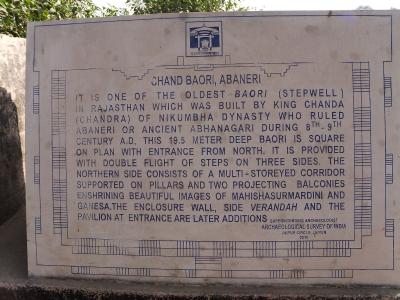 CHAND BAORI, ABANERI
IT IS ONE OF THE OLDEST BAORI (STEPWELL)
IN RAJASTHAN WHICH WAS BUILT BY KING CHANDA
(CHANDRA) OF NIKUMBHA DYNASTY WHO RULED
ABANERI OR ANCIENT ABHANAGARI DURING 8TH-9TH
CENTURY A.D. THIS 19.5 METER DEEP BAORI IS SQUARE
ON PLAN WITH ENTRANCE FROM NORTH. IT IS PROVIDED
WITH DOUBLE FLIGHT OF STEPS ON THREE SIDES. THE
NORTHERN SIDE CONSISTS OF A MULTI-STOREYED CORRIDOR
SUPPORTED ON PILLARS AND TWO PROJECTING BALCONIES
ENSHRINING BEAUTIFUL IMAGES OF MAHISHASURMARDINI AND
GANESA.THE ENCLOSURE WALL, SIDE VERANDAH AND THE
PAVILION AT ENTRANCE ARE LATER ADDITIONS
SUPERINTENDING ARCHAEOLOGIST
ARCHAEOLOGICAL SURVEY OF INDIA
JAIPUR CIRCLE, JAIPUR